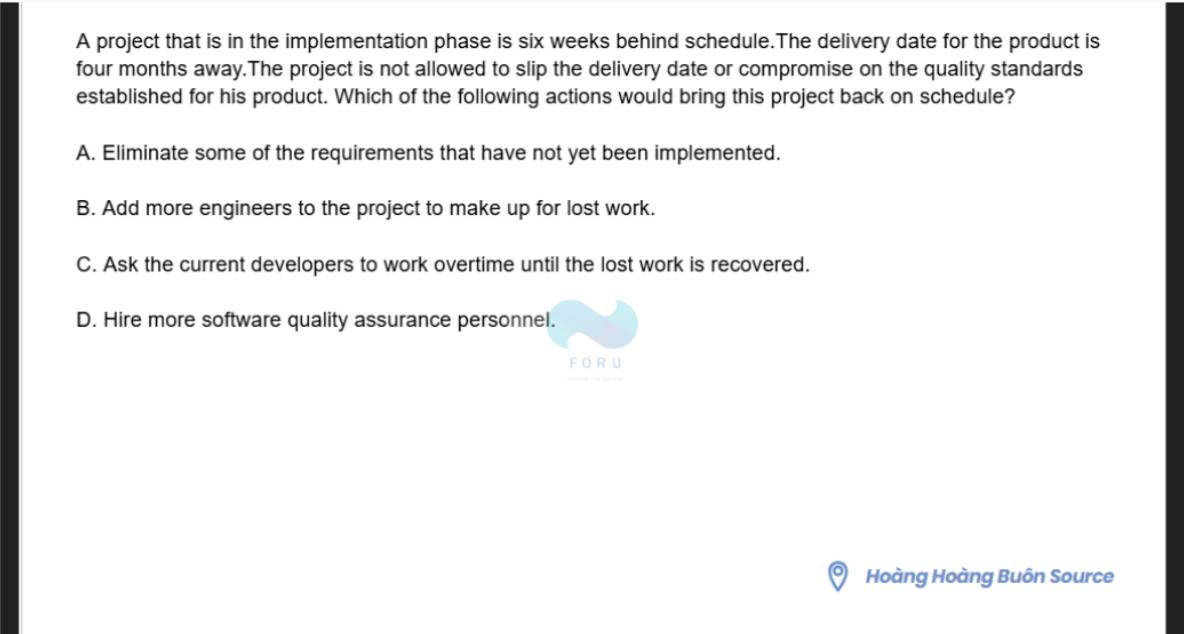 A project that is in the implementation phase is six weeks behind schedule.The delivery date for the product is
four months away.The project is not allowed to slip the delivery date or compromise on the quality standards
established for his product. Which of the following actions would bring this project back on schedule?
A. Eliminate some of the requirements that have not yet been implemented.
B. Add more engineers to the project to make up for lost work.
C. Ask the current developers to work overtime until the lost work is recovered.
D. Hire more software quality assurance personnel.
FORU
Hoàng Hoàng Buôn Source